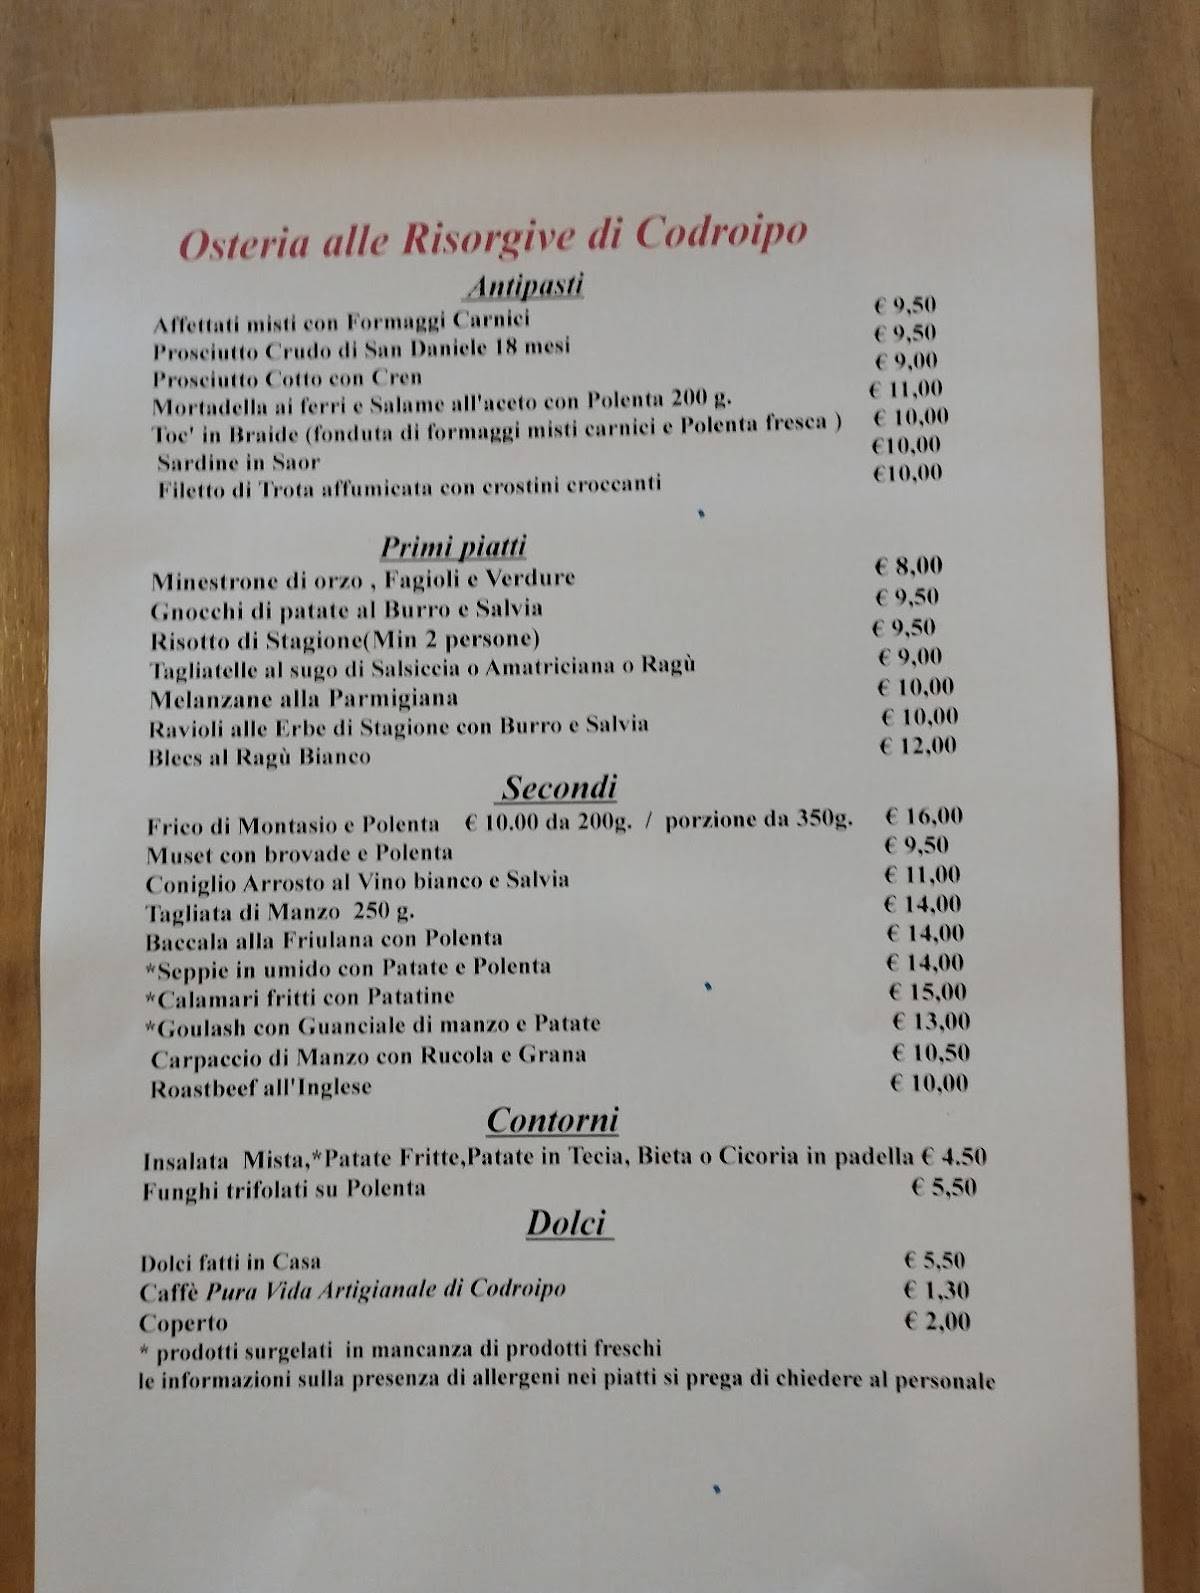 Osteria alle Risorgive di Codroipo
Antipasti
Affettati misti con Formaggi Carnici € 9,50
Prosciutto Crudo di San Daniele 18 mesi € 9,50
Prosciutto Cotto con Cren € 9,00
Mortadella ai ferri e Salame all'aceto con Polenta 200 g. € 11,00
Toc' in Braide (fonduta di formaggi misti carnici e Polenta fresca ) € 10,00
Sardine in Saor €10,00
Filetto di Trota affumicata con crostini croccanti €10,00
Primi piatti
Minestrone di orzo , Fagioli e Verdure € 8,00
Gnocchi di patate al Burro e Salvia € 9,50
Risotto di Stagione(Min 2 persone) € 9,50
Tagliatelle al sugo di Salsiccia o Amatriciana o Ragù € 9,00
Melanzane alla Parmigiana € 10,00
Ravioli alle Erbe di Stagione con Burro e Salvia € 10,00
Blecs al Ragù Bianco € 12,00
Secondi
Frico di Montasio e Polenta € 10.00 da 200g. / porzione da 350g. € 16,00
Muset con brovade e Polenta € 9,50
Coniglio Arrosto al Vino bianco e Salvia € 11,00
Tagliata di Manzo 250 g. € 14,00
Baccala alla Friulana con Polenta € 14,00
*Seppie in umido con Patate e Polenta € 14,00
*Calamari fritti con Patatine € 15,00
*Goulash con Guanciale di manzo e Patate € 13,00
Carpaccio di Manzo con Rucola e Grana € 10,50
Roastbeef all'Inglese € 10,00
Contorni
Insalata Mista,*Patate Fritte,Patate in Tecia, Bieta o Cicoria in padella € 4.50
Funghi trifolati su Polenta € 5,50
Dolci
Dolci fatti in Casa € 5,50
Caffè Pura Vida Artigianale di Codroipo € 1,30
Coperto € 2,00
* prodotti surgelati in mancanza di prodotti freschi
le informazioni sulla presenza di allergeni nei piatti si prega di chiedere al personale